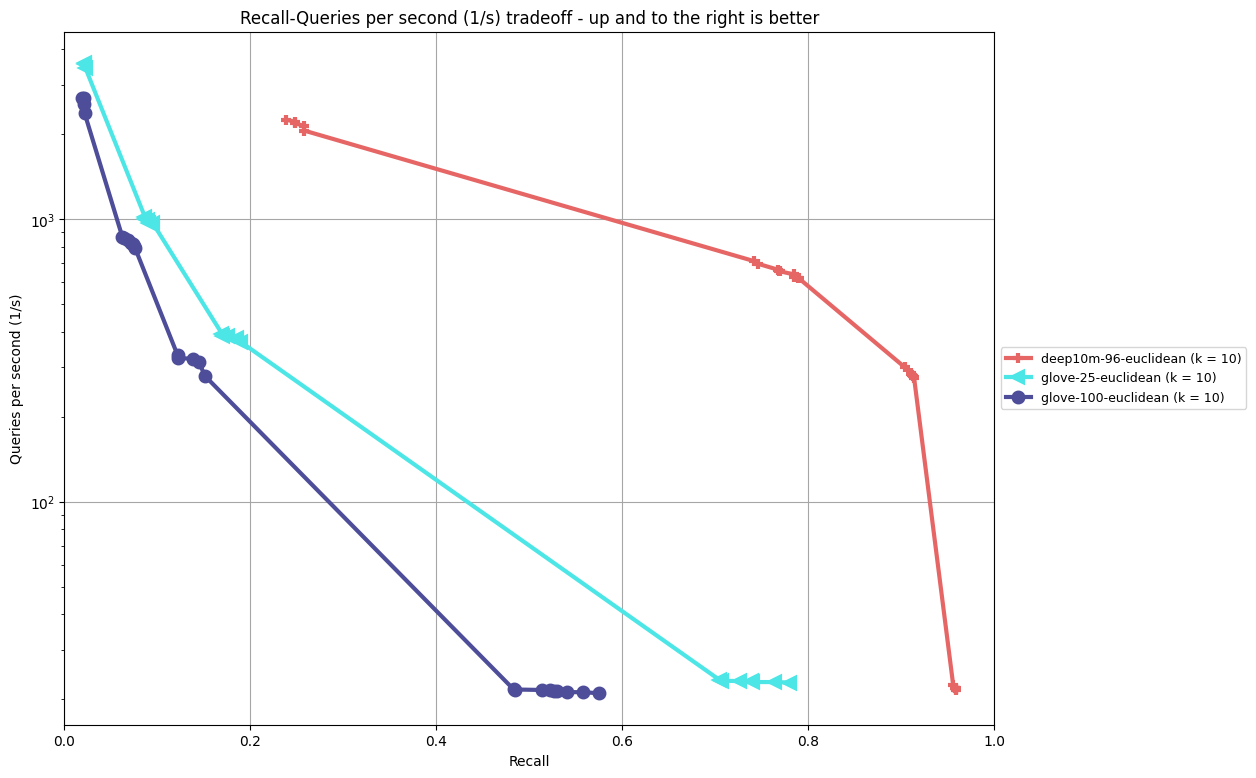 Recall-Queries per second (1/s) tradeoff - up and to the right is better
Queries per second (1/s)
10³
10²
0.0 0.2 0.4 0.6 0.8 1.0
Recall
deep10m-96-euclidean (k = 10)
glove-25-euclidean (k = 10)
glove-100-euclidean (k = 10)